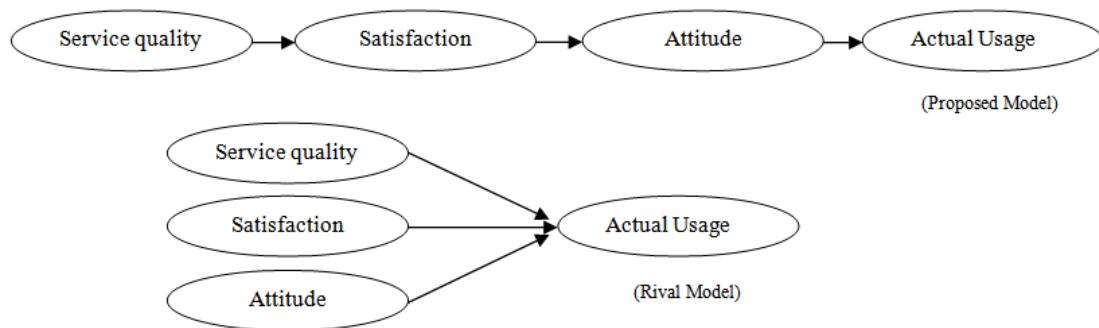 Service quality
Satisfaction
Attitude
Actual Usage
(Proposed Model)
Service quality
Satisfaction
Actual Usage
Attitude
(Rival Model)